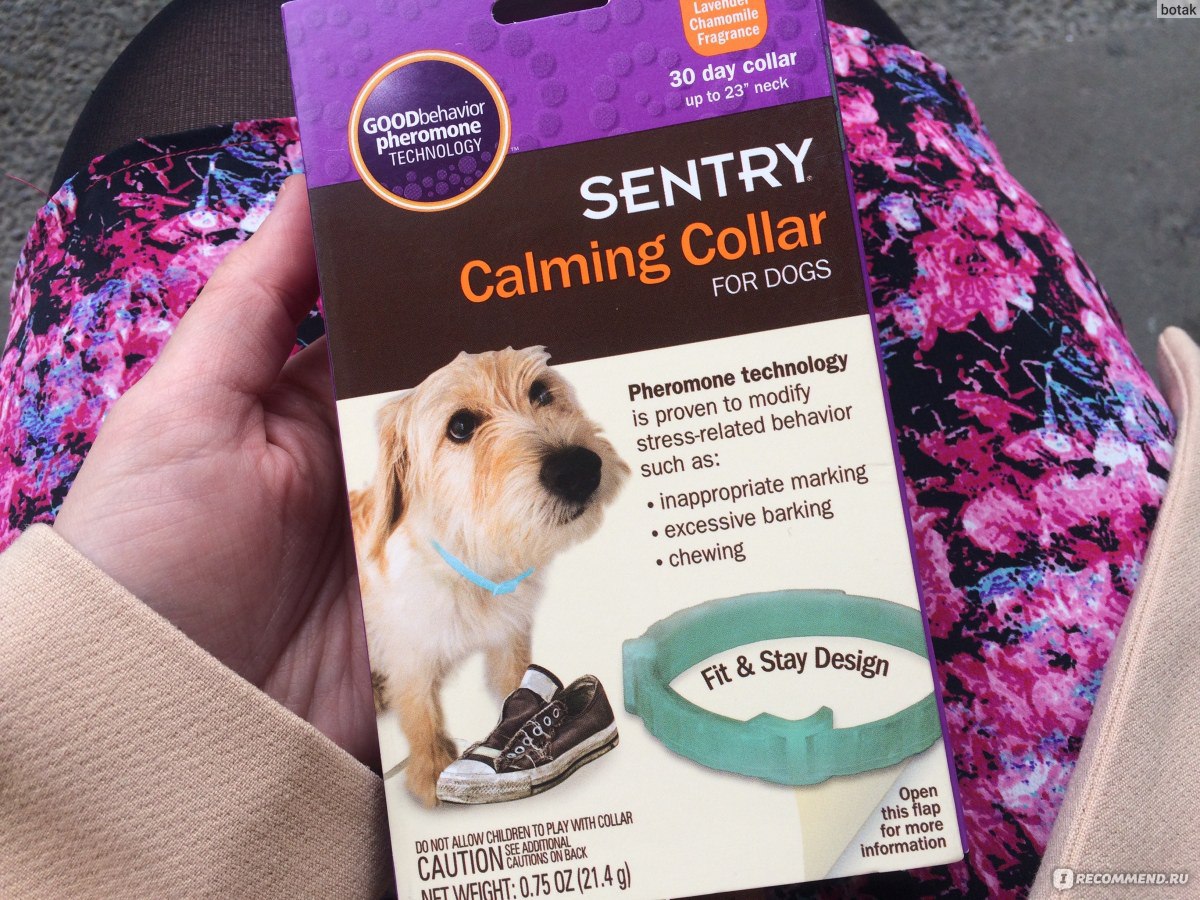 botak
Lavender
Chamomile
Fragrance
30 day collar
up to 23" neck
GOODbehavior
pheromone
TECHNOLOGY
™
SENTRY®
Calming Collar
FOR DOGS
Pheromone technology
is proven to modify
stress-related behavior
such as:
• inappropriate marking
• excessive barking
• chewing
Fit & Stay Design
Open
this flap
for more
information
DO NOT ALLOW CHILDREN TO PLAY WITH COLLAR
CAUTION SEE ADDITIONAL
CAUTIONS ON BACK
NET WEIGHT: 0.75 OZ (21.4 g)
I RECOMMEND.RU